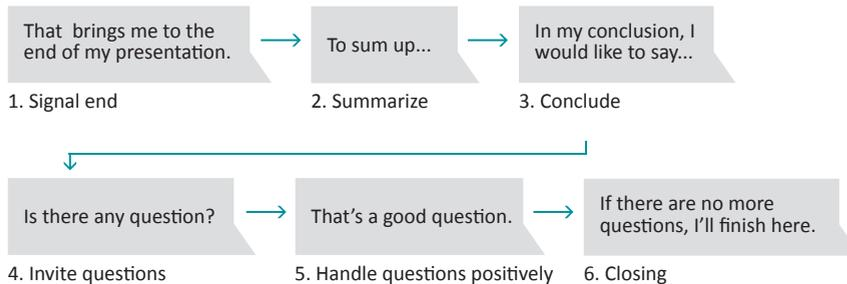 That brings me to the
end of my presentation.
To sum up...
In my conclusion, I
would like to say...
1. Signal end
2. Summarize
3. Conclude
Is there any question?
That's a good question.
If there are no more
questions, I'll finish here.
4. Invite questions
5. Handle questions positively
6. Closing